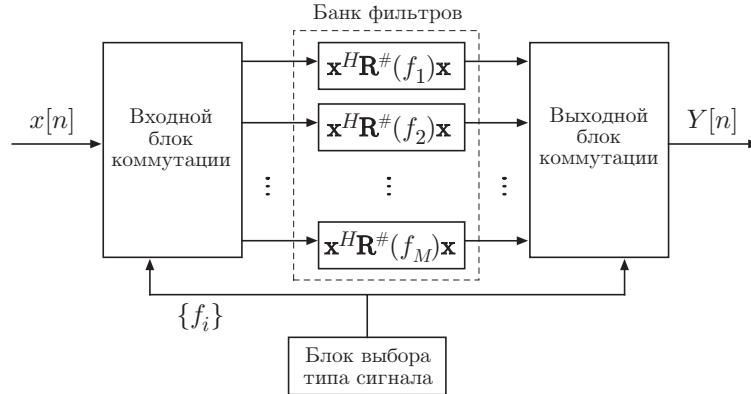 Банк фильтров
x[n]
Входной
блок
коммутации
x^H R^#(f_1)x
x^H R^#(f_2)x
⋮ ⋮ ⋮
x^H R^#(f_M)x
Выходной
блок
коммутации
Y[n]
{f_i}
Блок выбора
типа сигнала